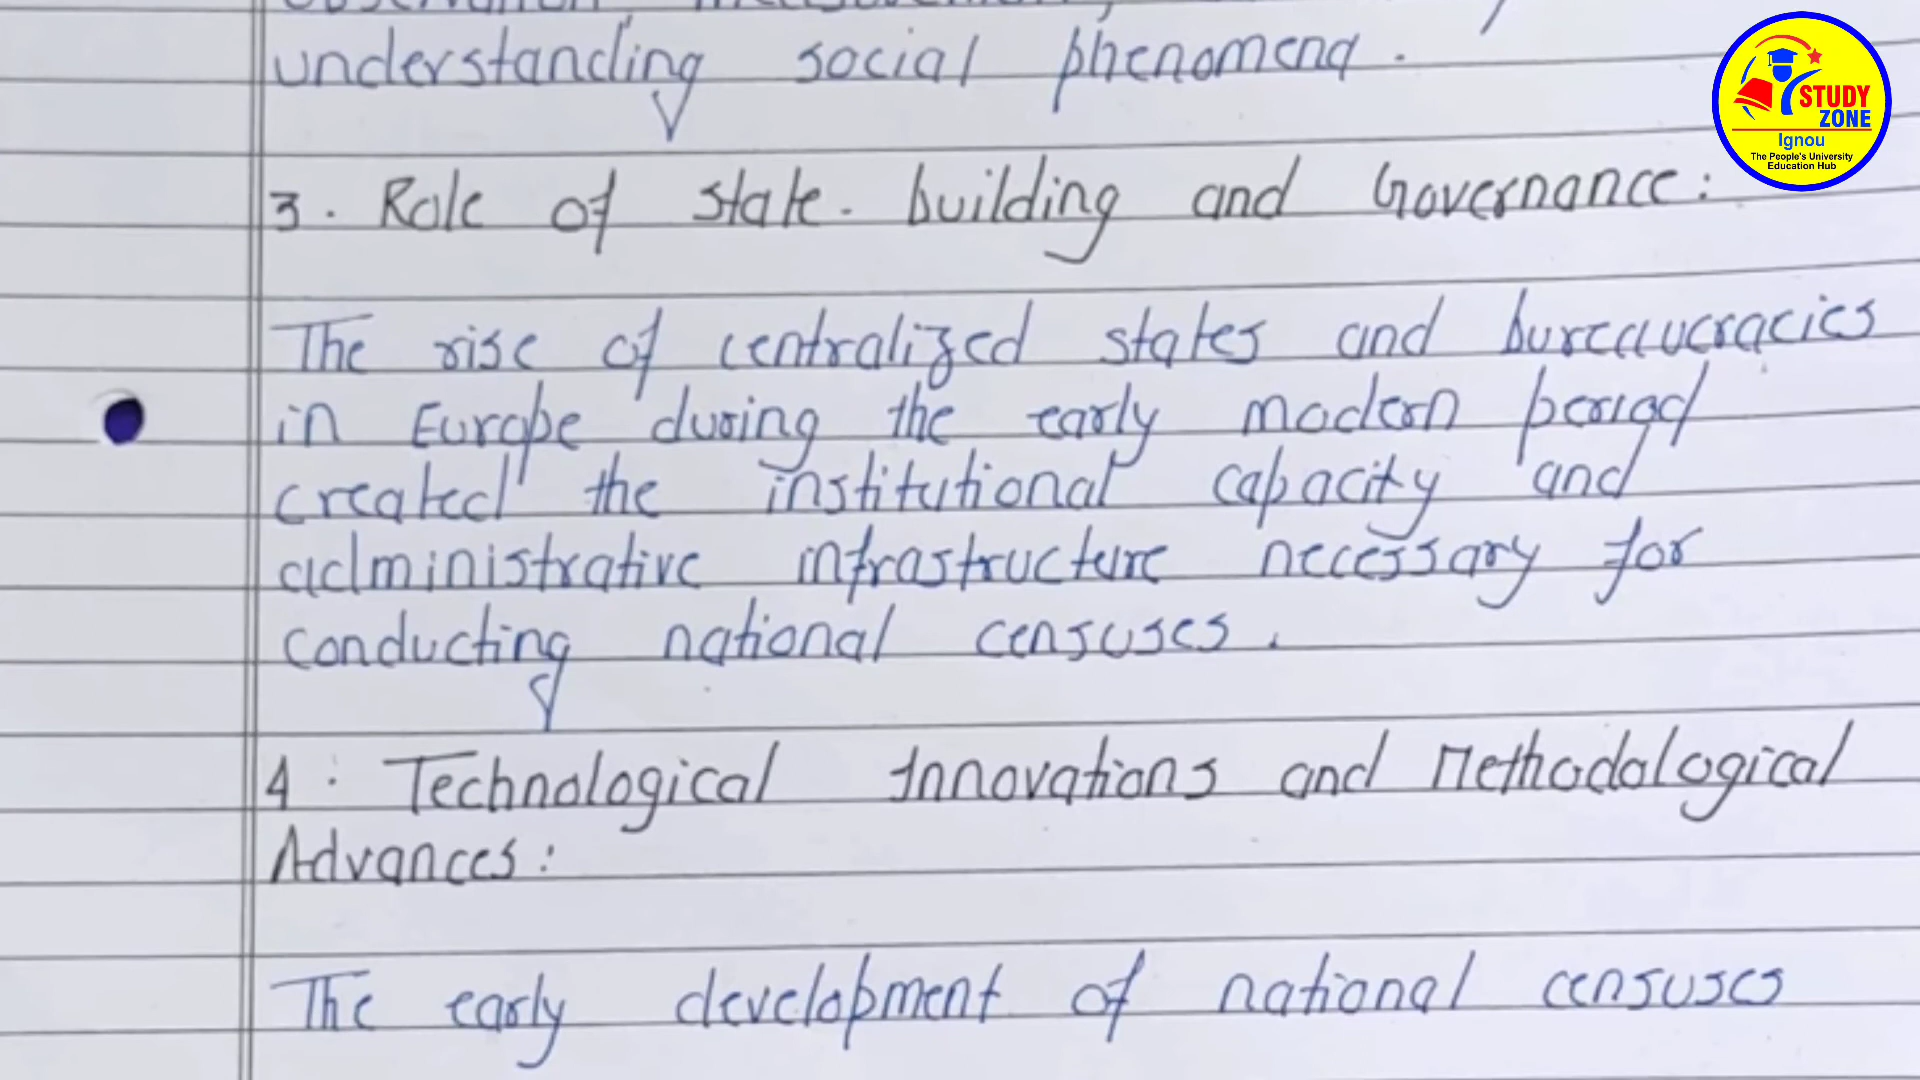 observation, measurement,
understanding social phenomena.
3. Role of state-building and Governance:
The rise of centralized states and bureaucracies
in Europe during the early modern period
created the institutional capacity and
administrative infrastructure necessary for
conducting national censuses.
4. Technological Innovations and Methodological
Advances:
The early development of national censuses
STUDY
ZONE
Ignou
The People's University
Education Hub